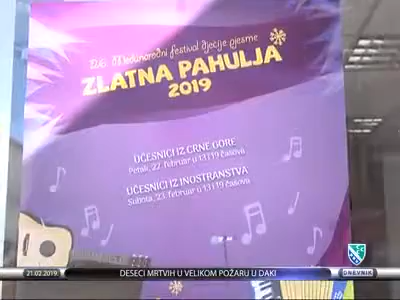 Međunarodni festival dječije pjesme
ZLATNA PAHULJA
2019
UČESNICI IZ CRNE GORE
Petak, 22. februar u 13 i 19 časova
UČESNICI IZ INOSTRANSTVA
Subota, 23. februar u 13 i 19 časova
21.02.2019
DESECI MRTVIH U VELIKOM POŽARU U DAKI
DNEVNIK